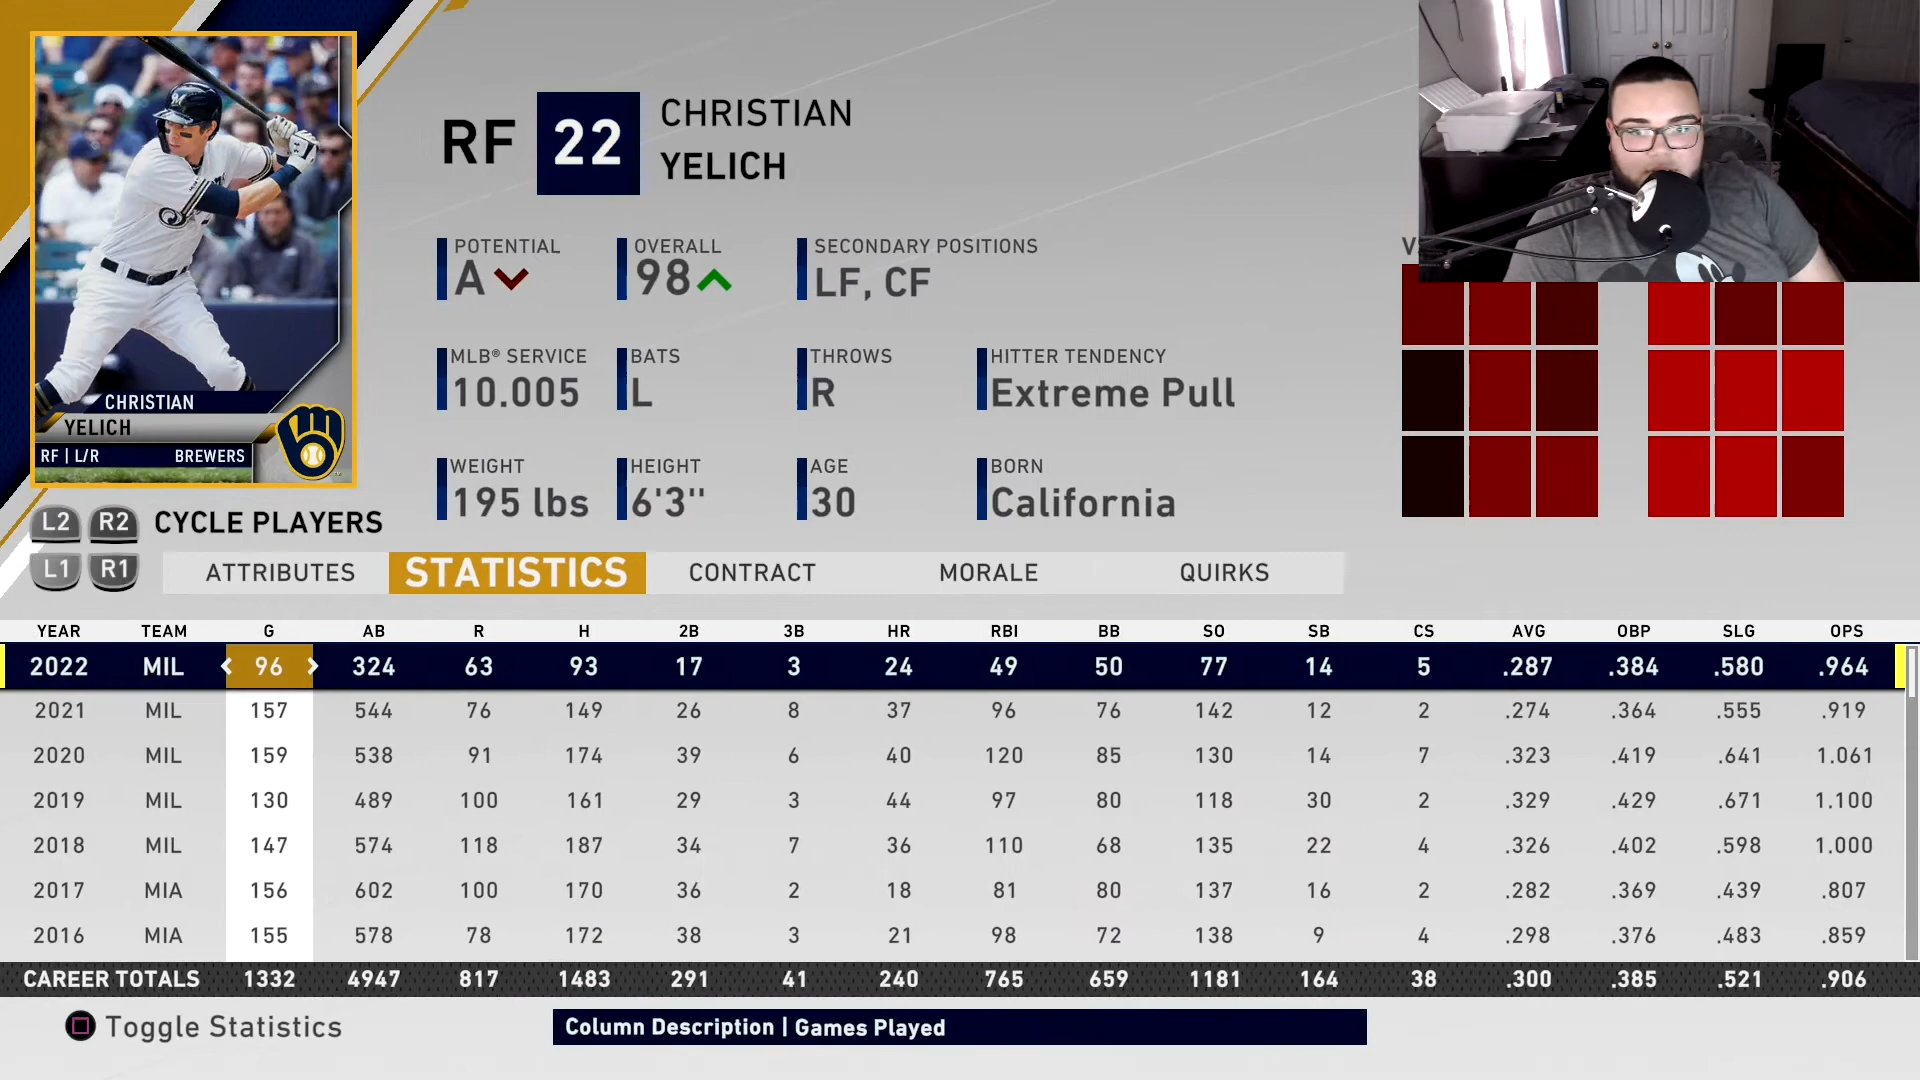 RF 22 CHRISTIAN
YELICH
POTENTIAL OVERALL SECONDARY POSITIONS
A 98 LF, CF
MLB® SERVICE BATS THROWS HITTER TENDENCY
10.005 L R Extreme Pull
WEIGHT HEIGHT AGE BORN
195 lbs 6'3" 30 California
CHRISTIAN
YELICH
RF | L/R BREWERS
L2 R2 CYCLE PLAYERS
L1 R1 ATTRIBUTES STATISTICS CONTRACT MORALE QUIRKS
YEAR TEAM G AB R H 2B 3B HR RBI BB SO SB CS AVG OBP SLG OPS
2022 MIL < 96 > 324 63 93 17 3 24 49 50 77 14 5 .287 .384 .580 .964
2021 MIL 157 544 76 149 26 8 37 96 76 142 12 2 .274 .364 .555 .919
2020 MIL 159 538 91 174 39 6 40 120 85 130 14 7 .323 .419 .641 1.061
2019 MIL 130 489 100 161 29 3 44 97 80 118 30 2 .329 .429 .671 1.100
2018 MIL 147 574 118 187 34 7 36 110 68 135 22 4 .326 .402 .598 1.000
2017 MIA 156 602 100 170 36 2 18 81 80 137 16 2 .282 .369 .439 .807
2016 MIA 155 578 78 172 38 3 21 98 72 138 9 4 .298 .376 .483 .859
CAREER TOTALS 1332 4947 817 1483 291 41 240 765 659 1181 164 38 .300 .385 .521 .906
Toggle Statistics Column Description | Games Played